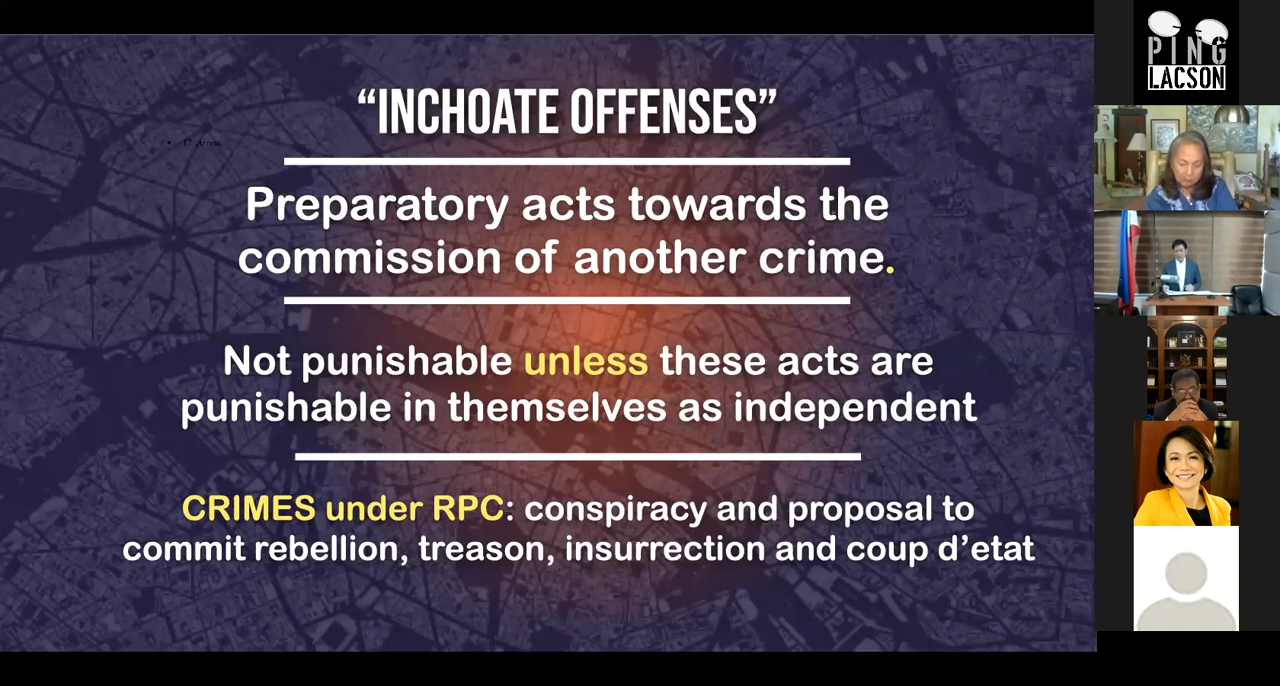 “INCHOATE OFFENSES”
Preparatory acts towards the
commission of another crime.
Not punishable unless these acts are
punishable in themselves as independent
CRIMES under RPC: conspiracy and proposal to
commit rebellion, treason, insurrection and coup d’etat
PING
LACSON